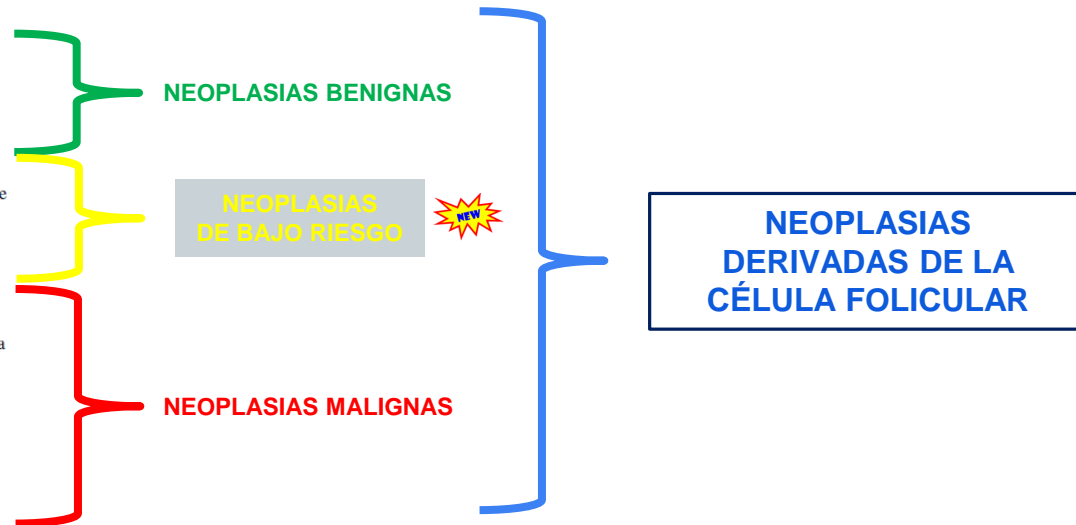 NEOPLASIAS BENIGNAS
e
NEOPLASIAS
DE BAJO RIESGO
NEW
NEOPLASIAS
DERIVADAS DE LA
CÉLULA FOLICULAR
a
NEOPLASIAS MALIGNAS